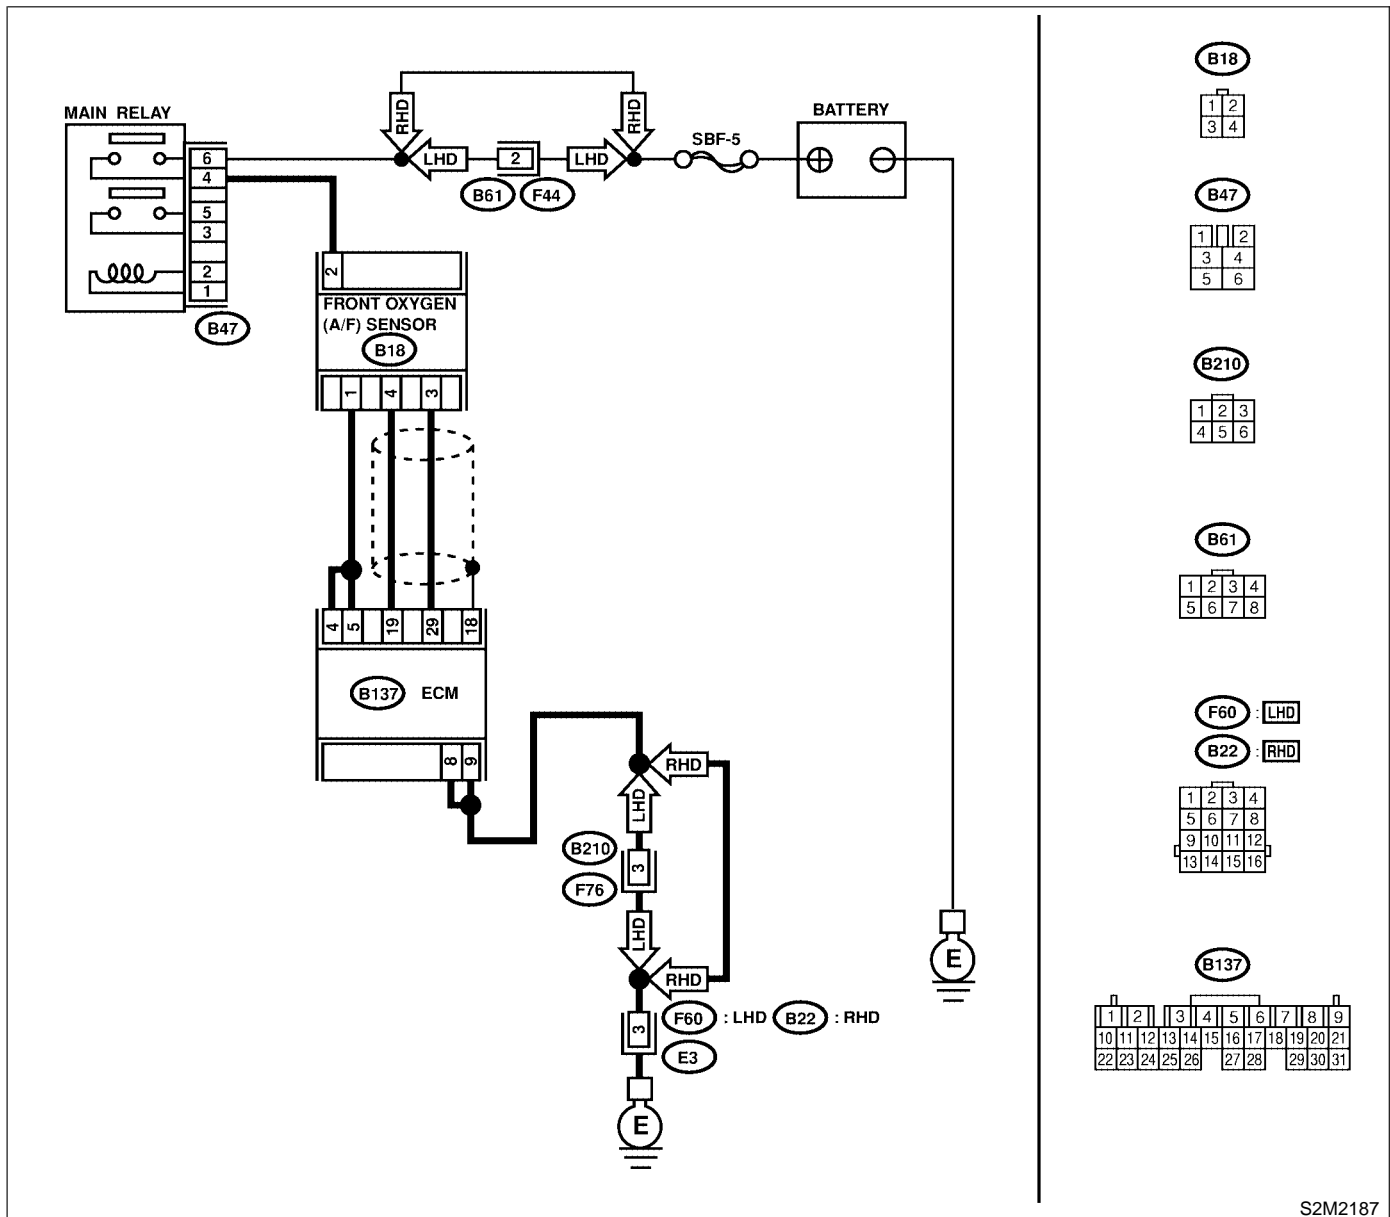 MAIN RELAY
6
4
5
3
2
1
B47
RHD
RHD
LHD
2
LHD
B61
F44
SBF-5
BATTERY
2
FRONT OXYGEN
(A/F) SENSOR
B18
1
4
3
4
5
19
29
18
B137
ECM
8
9
RHD
LHD
B210
3
F76
LHD
RHD
F60 : LHD B22 : RHD
3
E3
E
E
B18
1 2
3 4
B47
1 2
3 4
5 6
B210
1 2 3
4 5 6
B61
1 2 3 4
5 6 7 8
F60 : LHD
B22 : RHD
1 2 3 4
5 6 7 8
9 10 11 12
13 14 15 16
B137
1 2 3 4 5 6 7 8 9
10 11 12 13 14 15 16 17 18 19 20 21
22 23 24 25 26 27 28 29 30 31
S2M2187